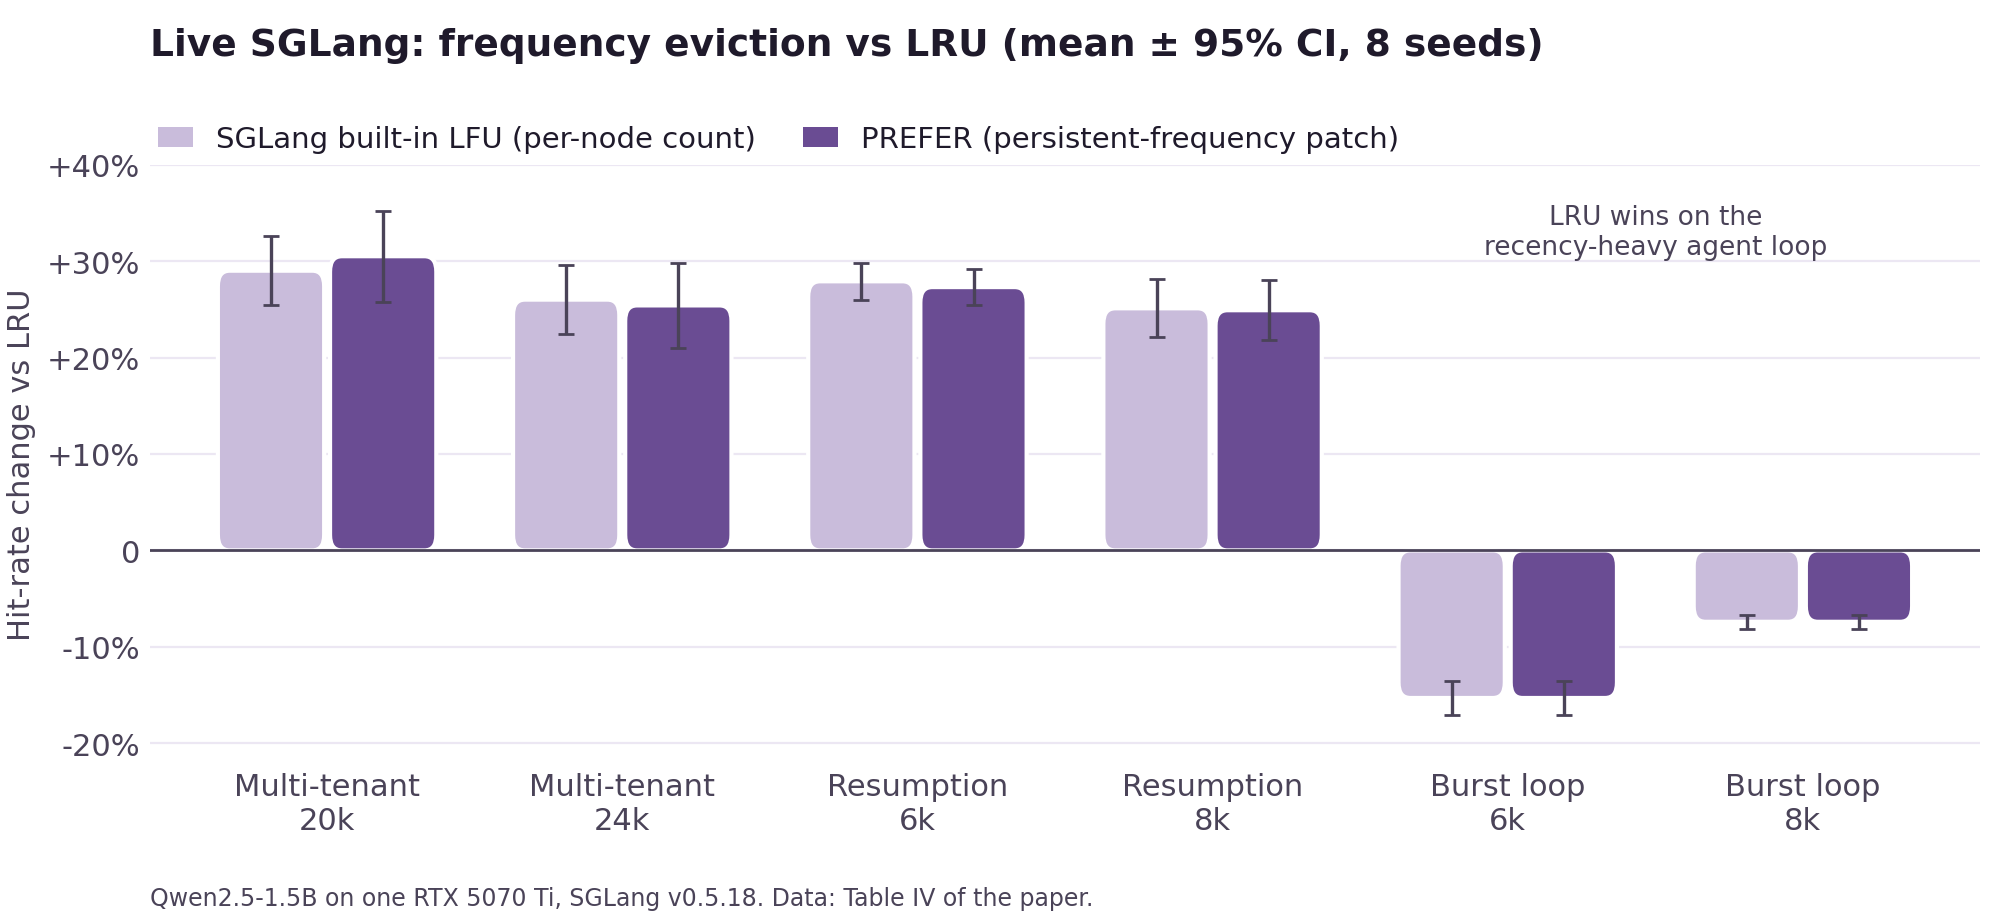 Live SGLang: frequency eviction vs LRU (mean ± 95% CI, 8 seeds)
SGLang built-in LFU (per-node count)
PREFER (persistent-frequency patch)
Hit-rate change vs LRU
+40%
+30%
+20%
+10%
0
-10%
-20%
LRU wins on the
recency-heavy agent loop
Multi-tenant
20k
Multi-tenant
24k
Resumption
6k
Resumption
8k
Burst loop
6k
Burst loop
8k
Qwen2.5-1.5B on one RTX 5070 Ti, SGLang v0.5.18. Data: Table IV of the paper.